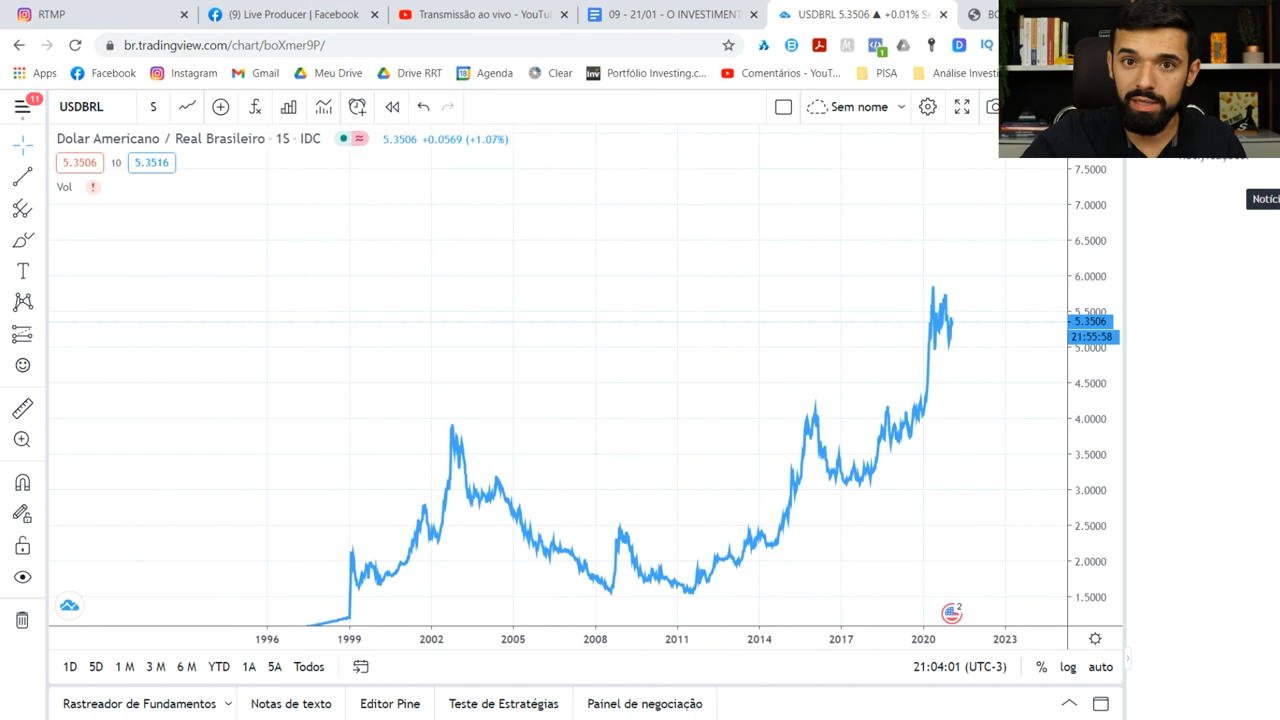 RTMP
(9) Live Producer | Facebook
Transmissão ao vivo - YouTu
09 - 21/01 - O INVESTIMENT
USDBRL 5.3506 ▲ +0.01% Se
br.tradingview.com/chart/boXmer9P/
Apps
Facebook
Instagram
Gmail
Meu Drive
Drive RRT
Agenda
Clear
Portfólio Investing.c...
Comentários - YouT...
PISA
Análise Investi
11
USDBRL
S
Sem nome
Dolar Americano / Real Brasileiro · 1S · IDC
5.3506 +0.0569 (+1.07%)
5.3506
10
5.3516
Vol
Notíci
7.5000
7.0000
6.5000
6.0000
5.5000
5.3506
21:55:58
5.0000
4.5000
4.0000
3.5000
3.0000
2.5000
2.0000
1.5000
2
1996
1999
2002
2005
2008
2011
2014
2017
2020
2023
1D
5D
1 M
3 M
6 M
YTD
1A
5A
Todos
21:04:01 (UTC-3)
%
log
auto
Rastreador de Fundamentos
Notas de texto
Editor Pine
Teste de Estratégias
Painel de negociação